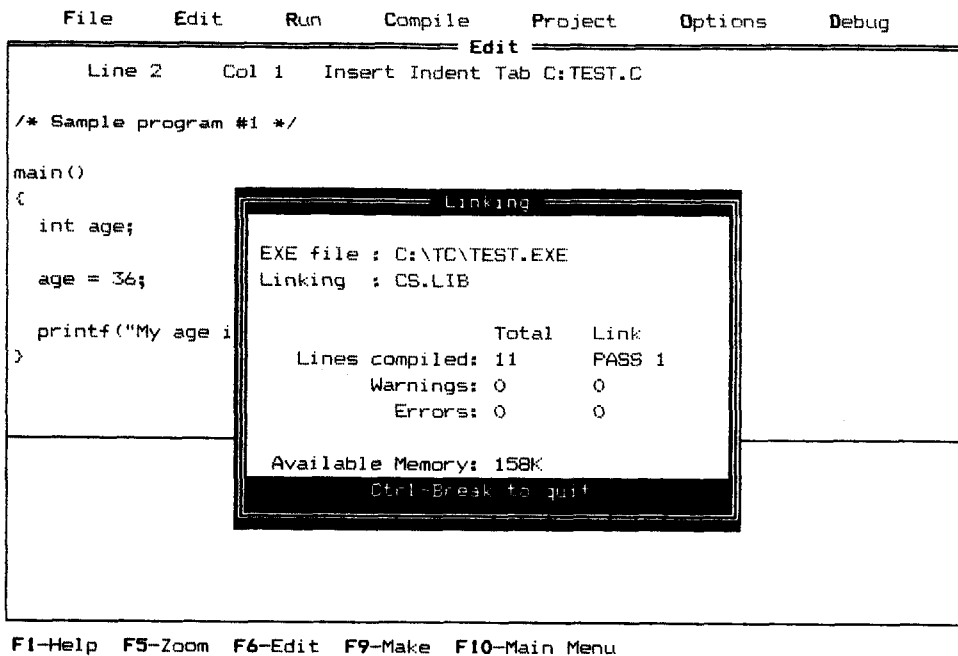 File Edit Run Compile Project Options Debug
Edit
Line 2 Col 1 Insert Indent Tab C:TEST.C
/* Sample program #1 */
main()
{
int age;
age = 36;
printf("My age i
}
Linking
EXE file : C:\TC\TEST.EXE
Linking : CS.LIB
Total Link
Lines compiled: 11 PASS 1
Warnings: 0 0
Errors: 0 0
Available Memory: 158K
Ctrl-Break to quit
F1-Help F5-Zoom F6-Edit F9-Make F10-Main Menu